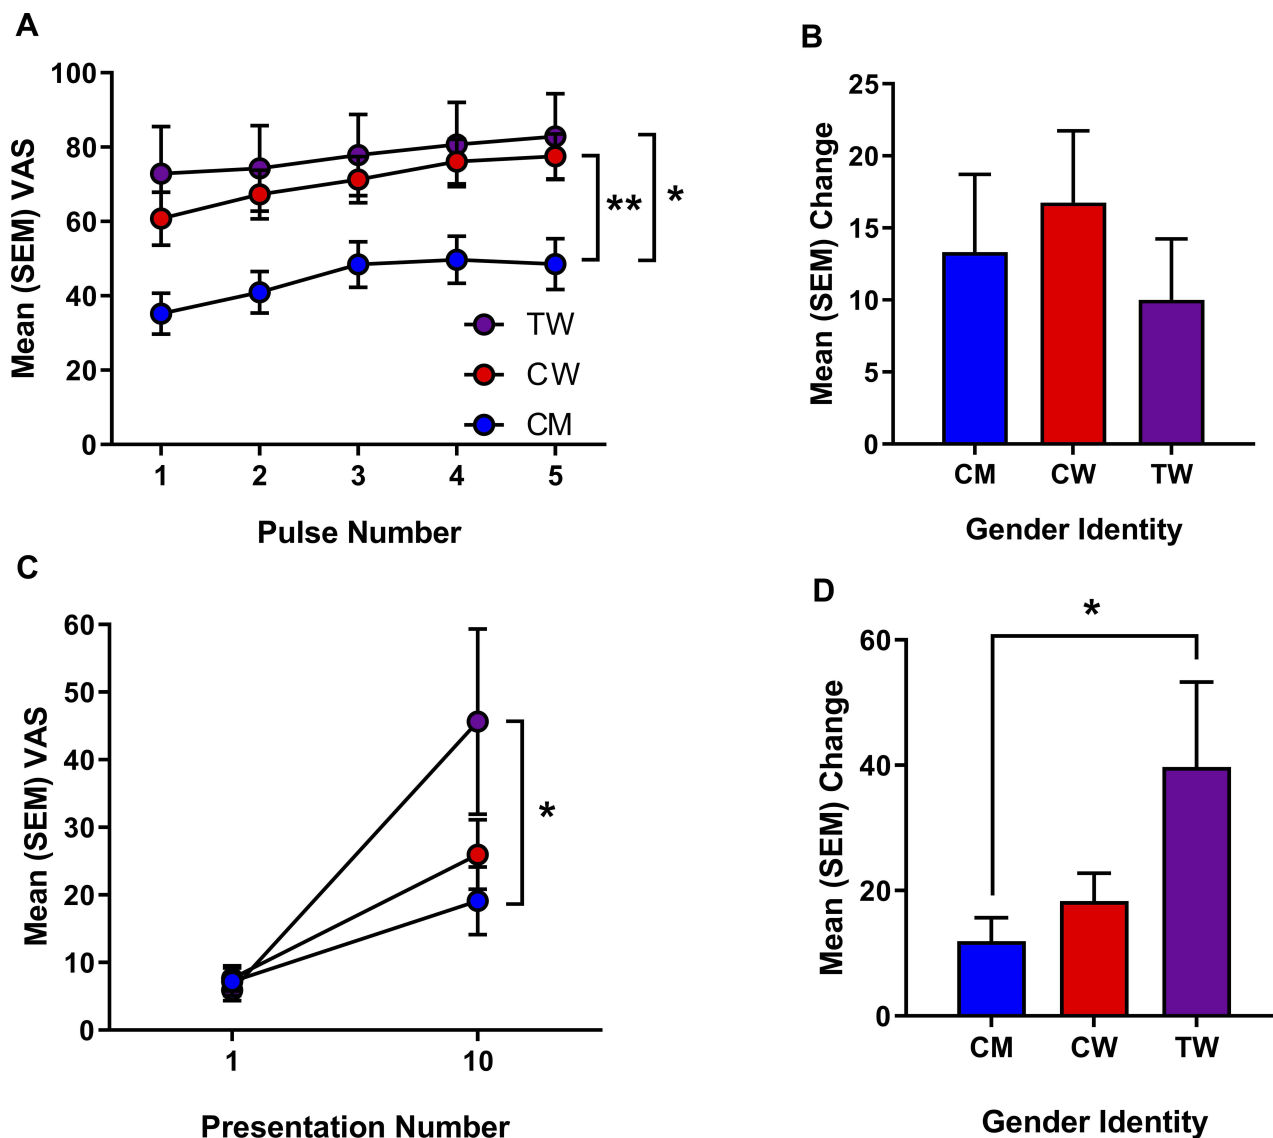 A
Mean (SEM) VAS
100
80
60
40
20
0
1 2 3 4 5
Pulse Number
TW
CW
CM
** *
B
Mean (SEM) Change
25
20
15
10
5
0
CM CW TW
Gender Identity
C
Mean (SEM) VAS
60
50
40
30
20
10
0
1 10
Presentation Number
*
D
*
Mean (SEM) Change
60
40
20
0
CM CW TW
Gender Identity